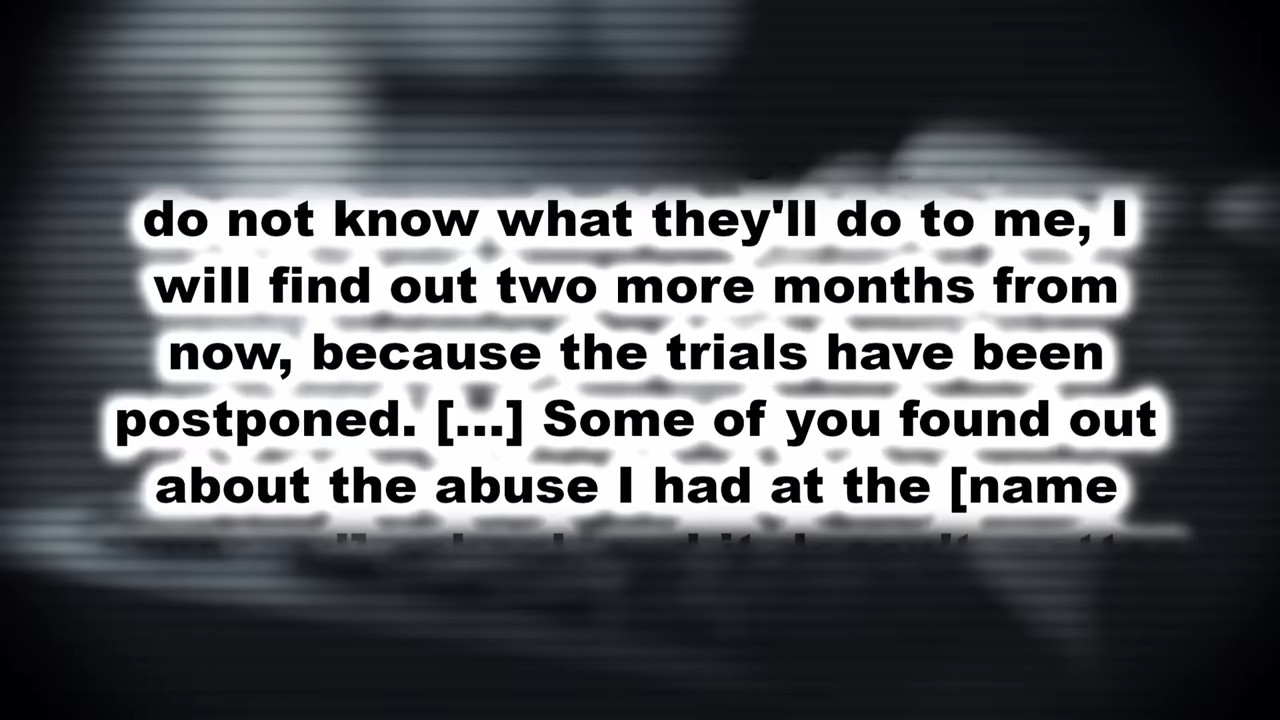 do not know what they'll do to me, I
will find out two more months from
now, because the trials have been
postponed. [...] Some of you found out
about the abuse I had at the [name